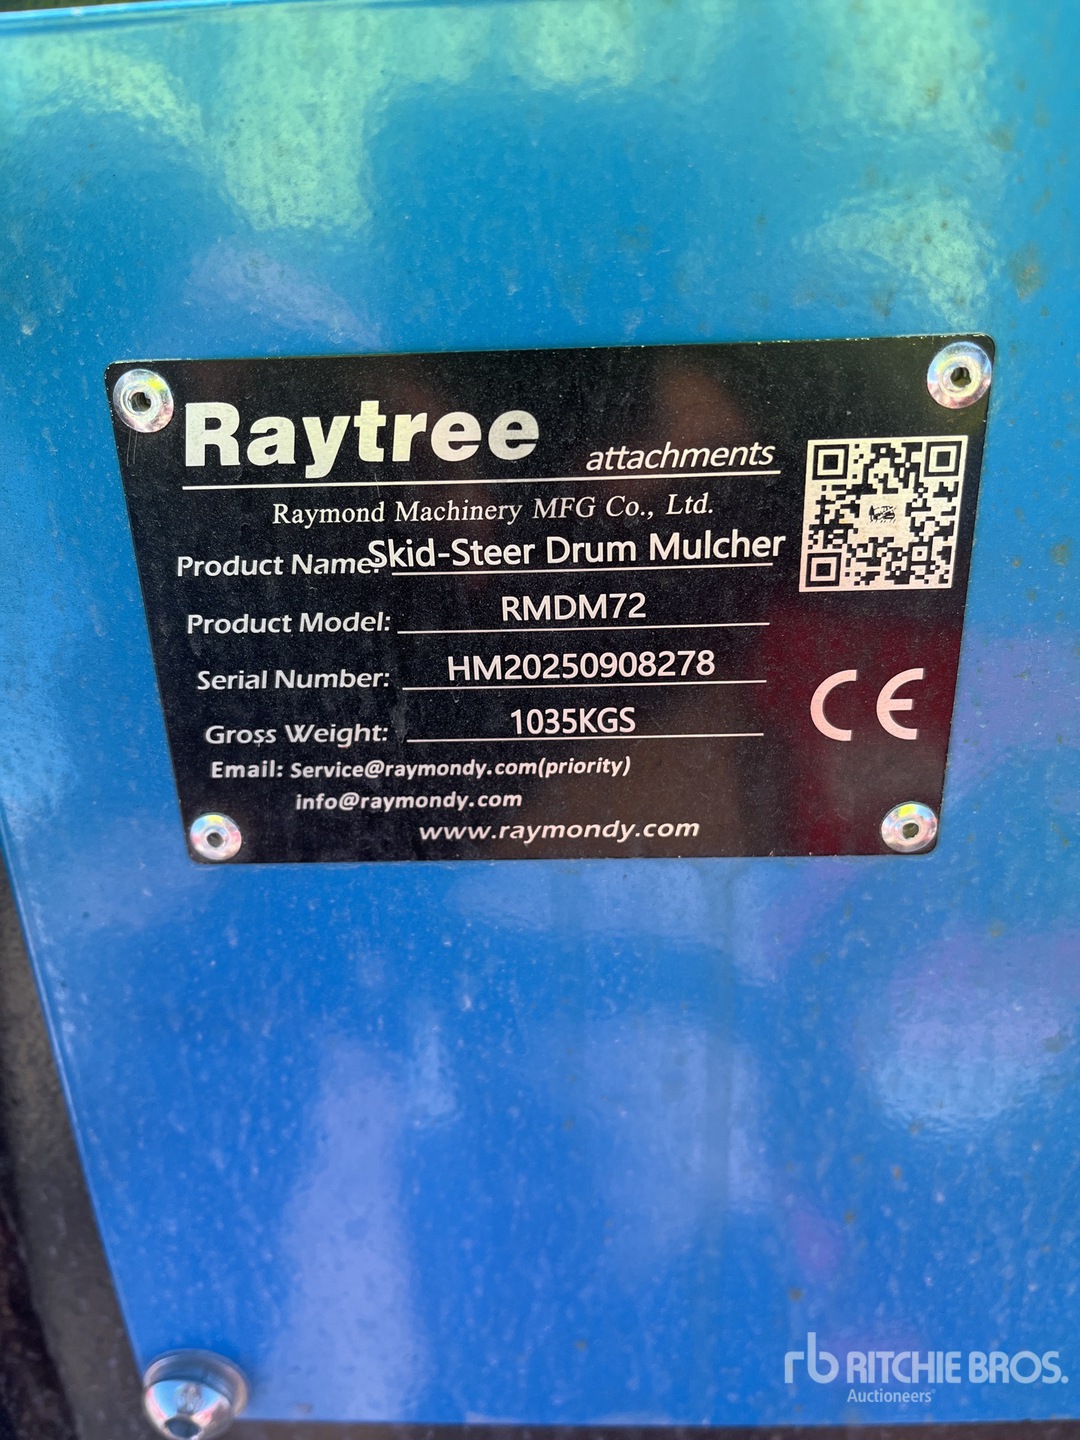 Raytree attachments
Raymond Machinery MFG Co., Ltd.
Product Name: Skid-Steer Drum Mulcher
Product Model: RMDM72
Serial Number: HM20250908278
Gross Weight: 1035KGS
Email: Service@raymondy.com(priority)
info@raymondy.com
www.raymondy.com
CE
rb RITCHIE BROS.
Auctioneers